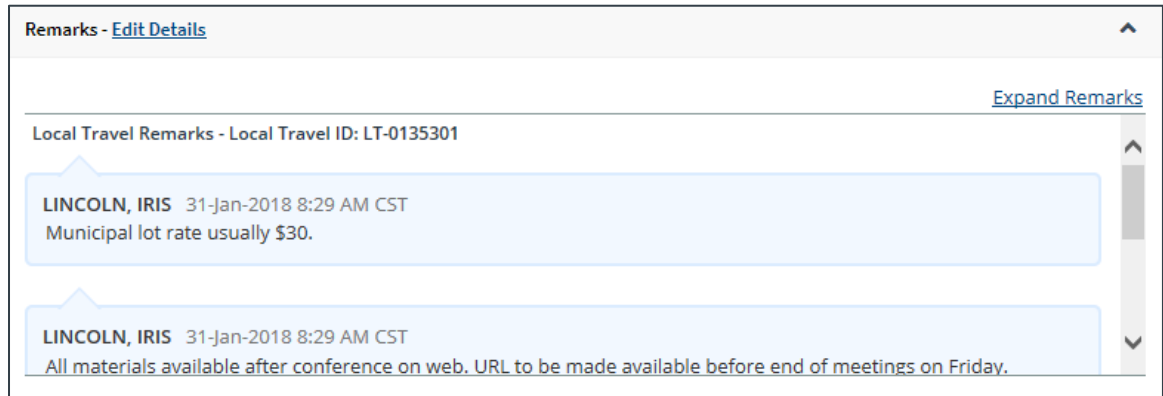 Remarks - Edit Details
Expand Remarks
Local Travel Remarks - Local Travel ID: LT-0135301
LINCOLN, IRIS 31-Jan-2018 8:29 AM CST
Municipal lot rate usually $30.
LINCOLN, IRIS 31-Jan-2018 8:29 AM CST
All materials available after conference on web. URL to be made available before end of meetings on Friday.